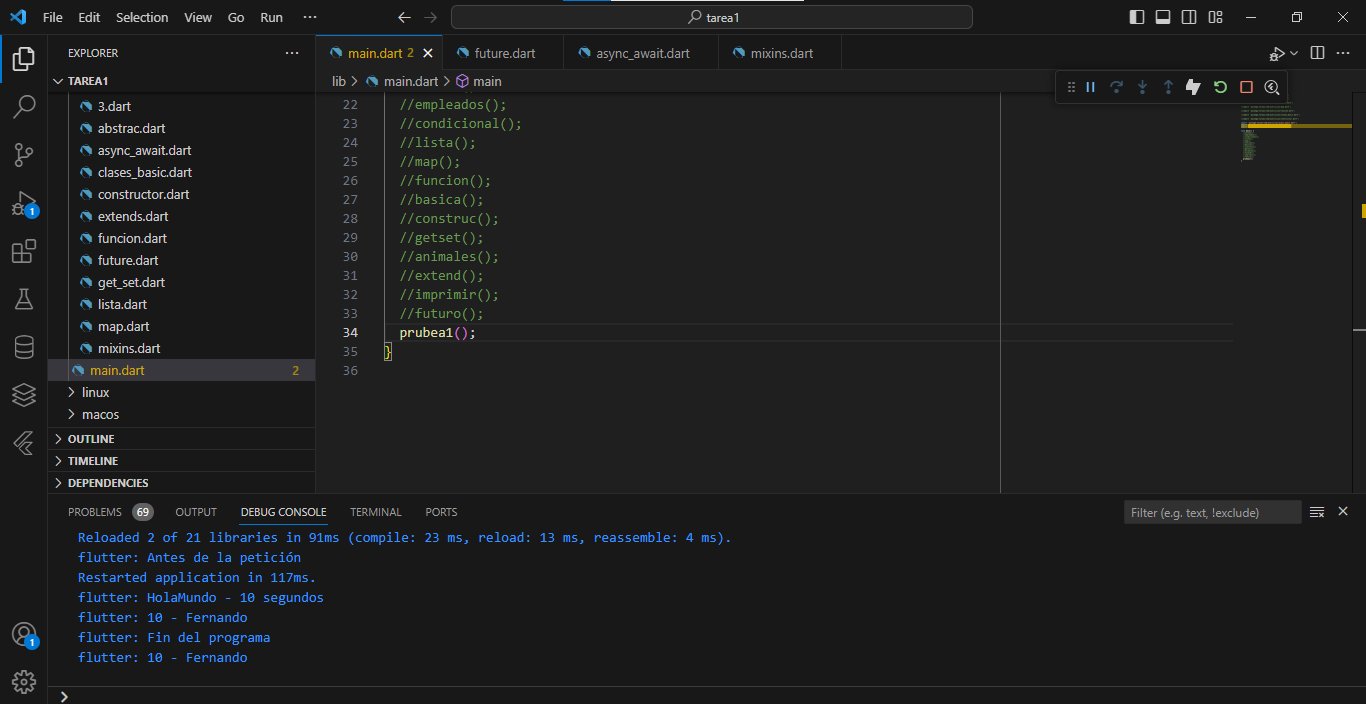 File Edit Selection View Go Run ···
tarea1
EXPLORER ···
TAREA1
3.dart
abstrac.dart
async_await.dart
clases_basic.dart
constructor.dart
extends.dart
funcion.dart
future.dart
get_set.dart
lista.dart
map.dart
mixins.dart
main.dart 2
linux
macos
OUTLINE
TIMELINE
DEPENDENCIES
1
1
main.dart 2
future.dart
async_await.dart
mixins.dart
lib > main.dart > main
22 //empleados();
23 //condicional();
24 //lista();
25 //map();
26 //funcion();
27 //basica();
28 //construc();
29 //getset();
30 //animales();
31 //extend();
32 //imprimir();
33 //futuro();
34 prubea1();
35 }
36
PROBLEMS 69 OUTPUT DEBUG CONSOLE TERMINAL PORTS
Filter (e.g. text, !exclude)
Reloaded 2 of 21 libraries in 91ms (compile: 23 ms, reload: 13 ms, reassemble: 4 ms).
flutter: Antes de la petición
Restarted application in 117ms.
flutter: HolaMundo - 10 segundos
flutter: 10 - Fernando
flutter: Fin del programa
flutter: 10 - Fernando